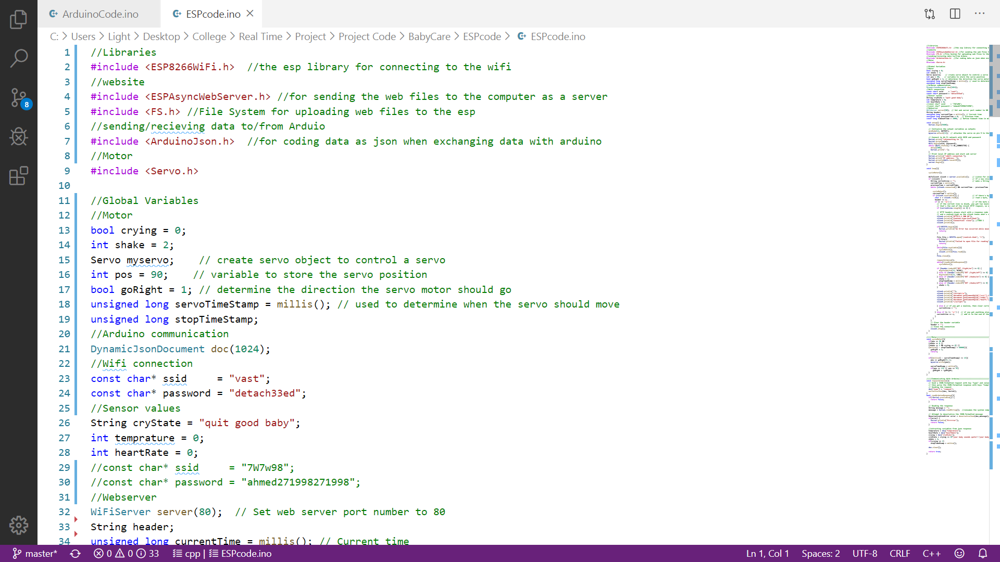 ArduinoCode.ino ESPcode.ino
C: > Users > Light > Desktop > College > Real Time > Project > Project Code > BabyCare > ESPcode > ESPcode.ino
1 //Libraries
2 #include <ESP8266WiFi.h>  //the esp library for connecting to the wifi
3 //website
4 #include <ESPAsyncWebServer.h> //for sending the web files to the computer as a server
5 #include <FS.h> //File System for uploading web files to the esp
6 //sending/recieving data to/from Arduio
7 #include <ArduinoJson.h>  //for coding data as json when exchanging data with arduino
8 //Motor
9 #include <Servo.h>
10
11 //Global Variables
12 //Motor
13 bool crying = 0;
14 int shake = 2;
15 Servo myservo;    // create servo object to control a servo
16 int pos = 90;    // variable to store the servo position
17 bool goRight = 1; // determine the direction the servo motor should go
18 unsigned long servoTimeStamp = millis(); // used to determine when the servo should move
19 unsigned long stopTimeStamp;
20 //Arduino communication
21 DynamicJsonDocument doc(1024);
22 //Wifi connection
23 const char* ssid     = "vast";
24 const char* password = "detach33ed";
25 //Sensor values
26 String cryState = "quit good baby";
27 int temprature = 0;
28 int heartRate = 0;
29 //const char* ssid     = "7W7w98";
30 //const char* password = "ahmed271998271998";
31 //Webserver
32 WiFiServer server(80);  // Set web server port number to 80
33 String header;
34 unsigned long currentTime = millis(); // Current time
8
master* 0 0 33 cpp | ESPcode.ino Ln 1, Col 1 Spaces: 2 UTF-8 CRLF C++